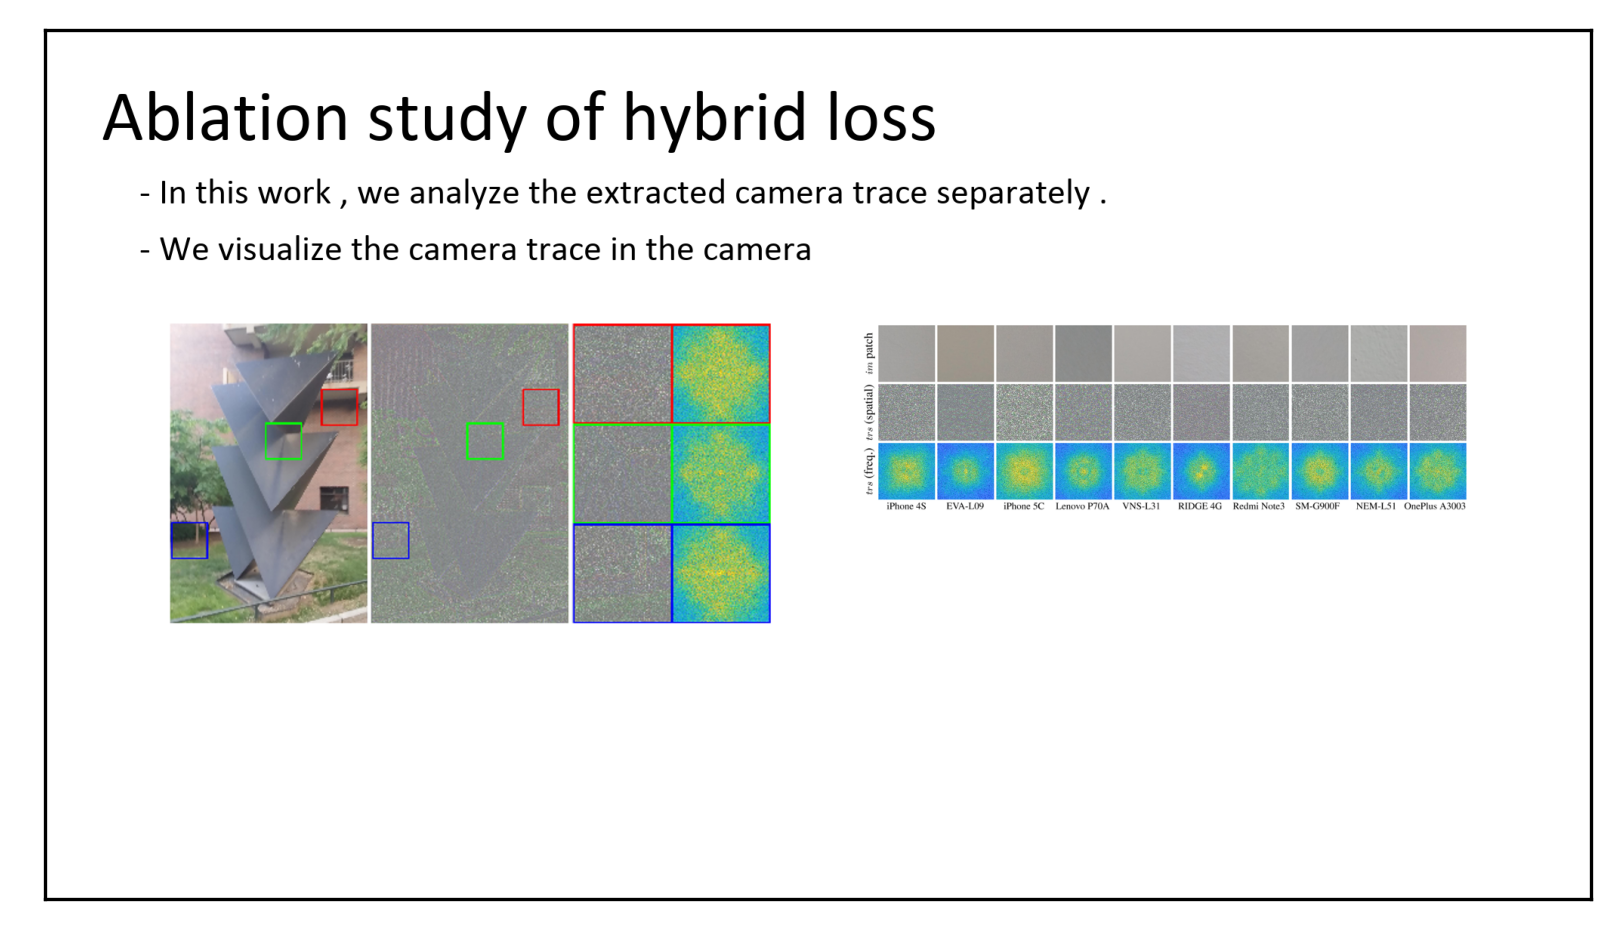 Ablation study of hybrid loss
- In this work , we analyze the extracted camera trace separately .
- We visualize the camera trace in the camera
im patch
trs (spatial)
trs (freq.)
iPhone 4S EVA-L09 iPhone 5C Lenovo P70A VNS-L31 RIDGE 4G Redmi Note3 SM-G900F NEM-L51 OnePlus A3003